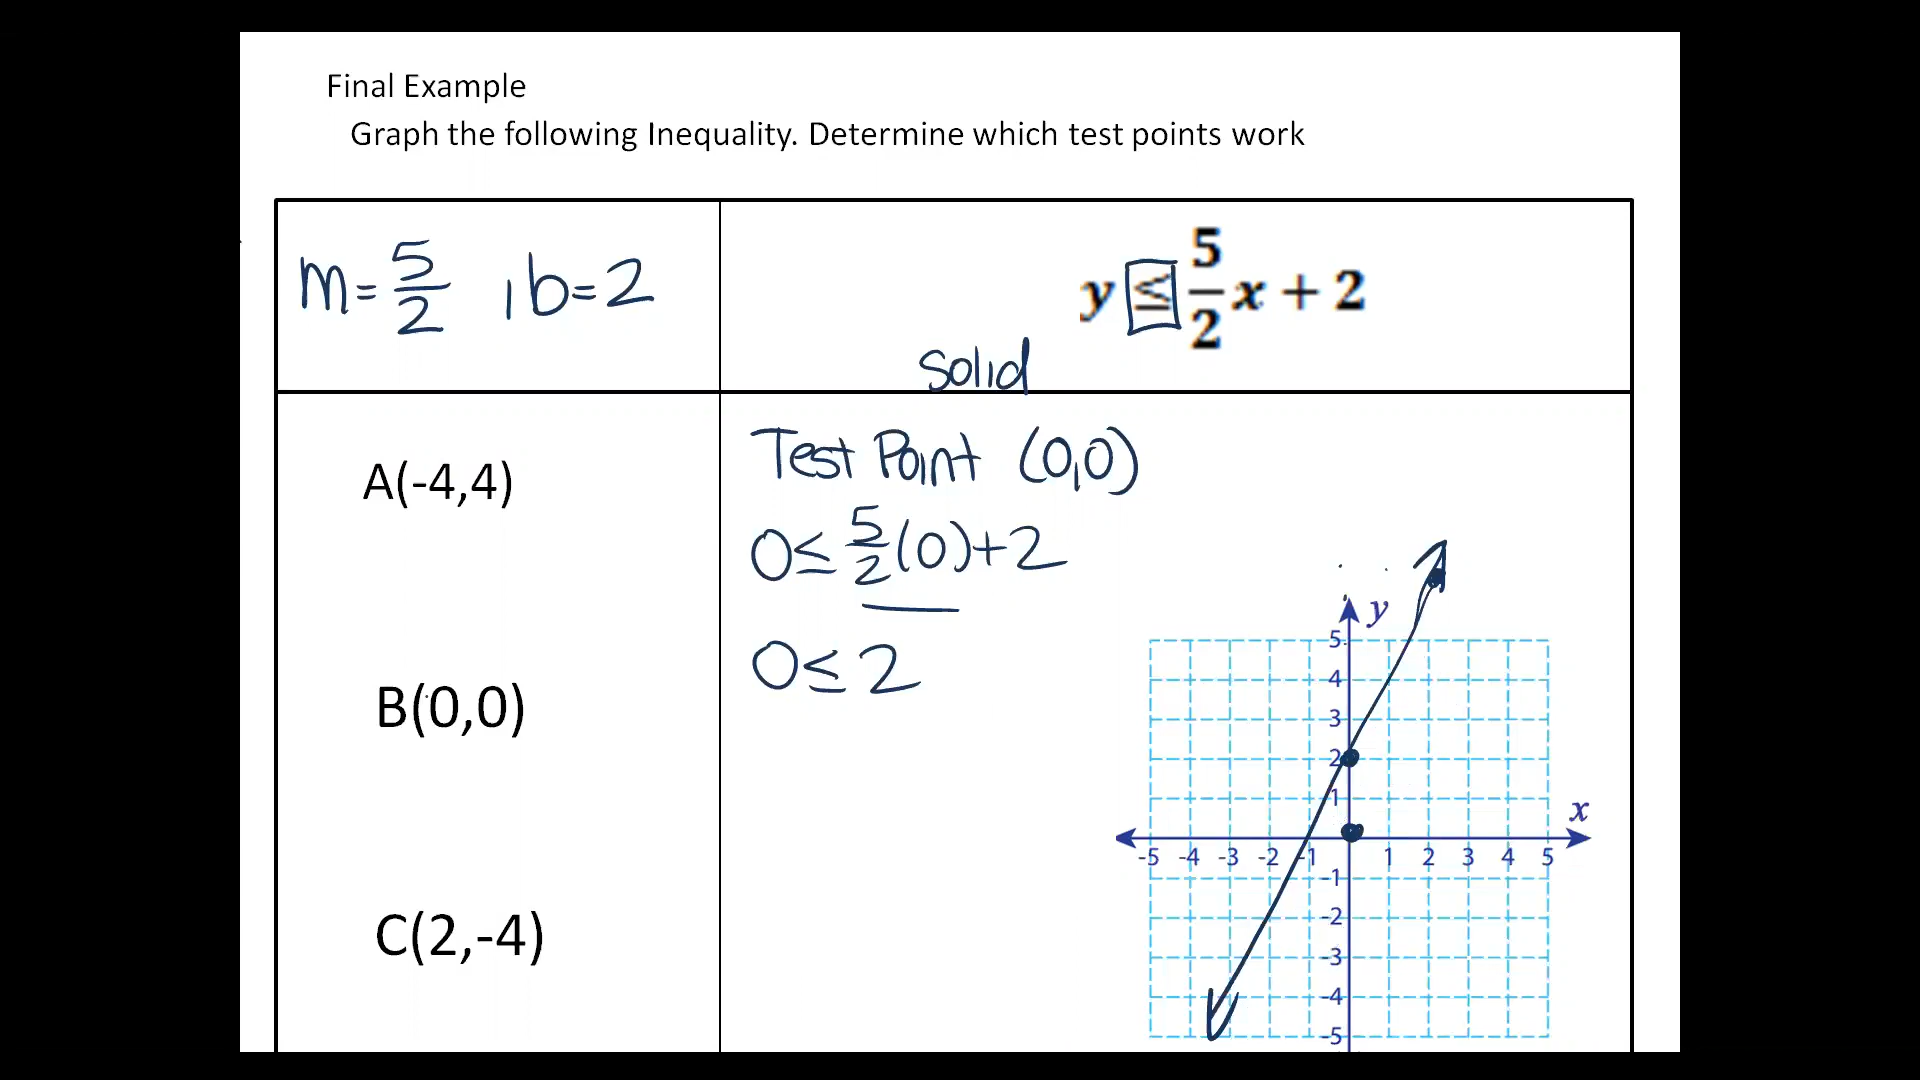 Final Example
Graph the following Inequality. Determine which test points work
m = 5/2 , b = 2
y ≤ 5/2 x + 2
Solid
A(-4,4)
Test Point (0,0)
0 ≤ 5/2 (0) + 2
0 ≤ 2
B(0,0)
C(2,-4)
y
5
4
3
2
1
x
-5 -4 -3 -2 -1 1 2 3 4 5
-1
-2
-3
-4
-5